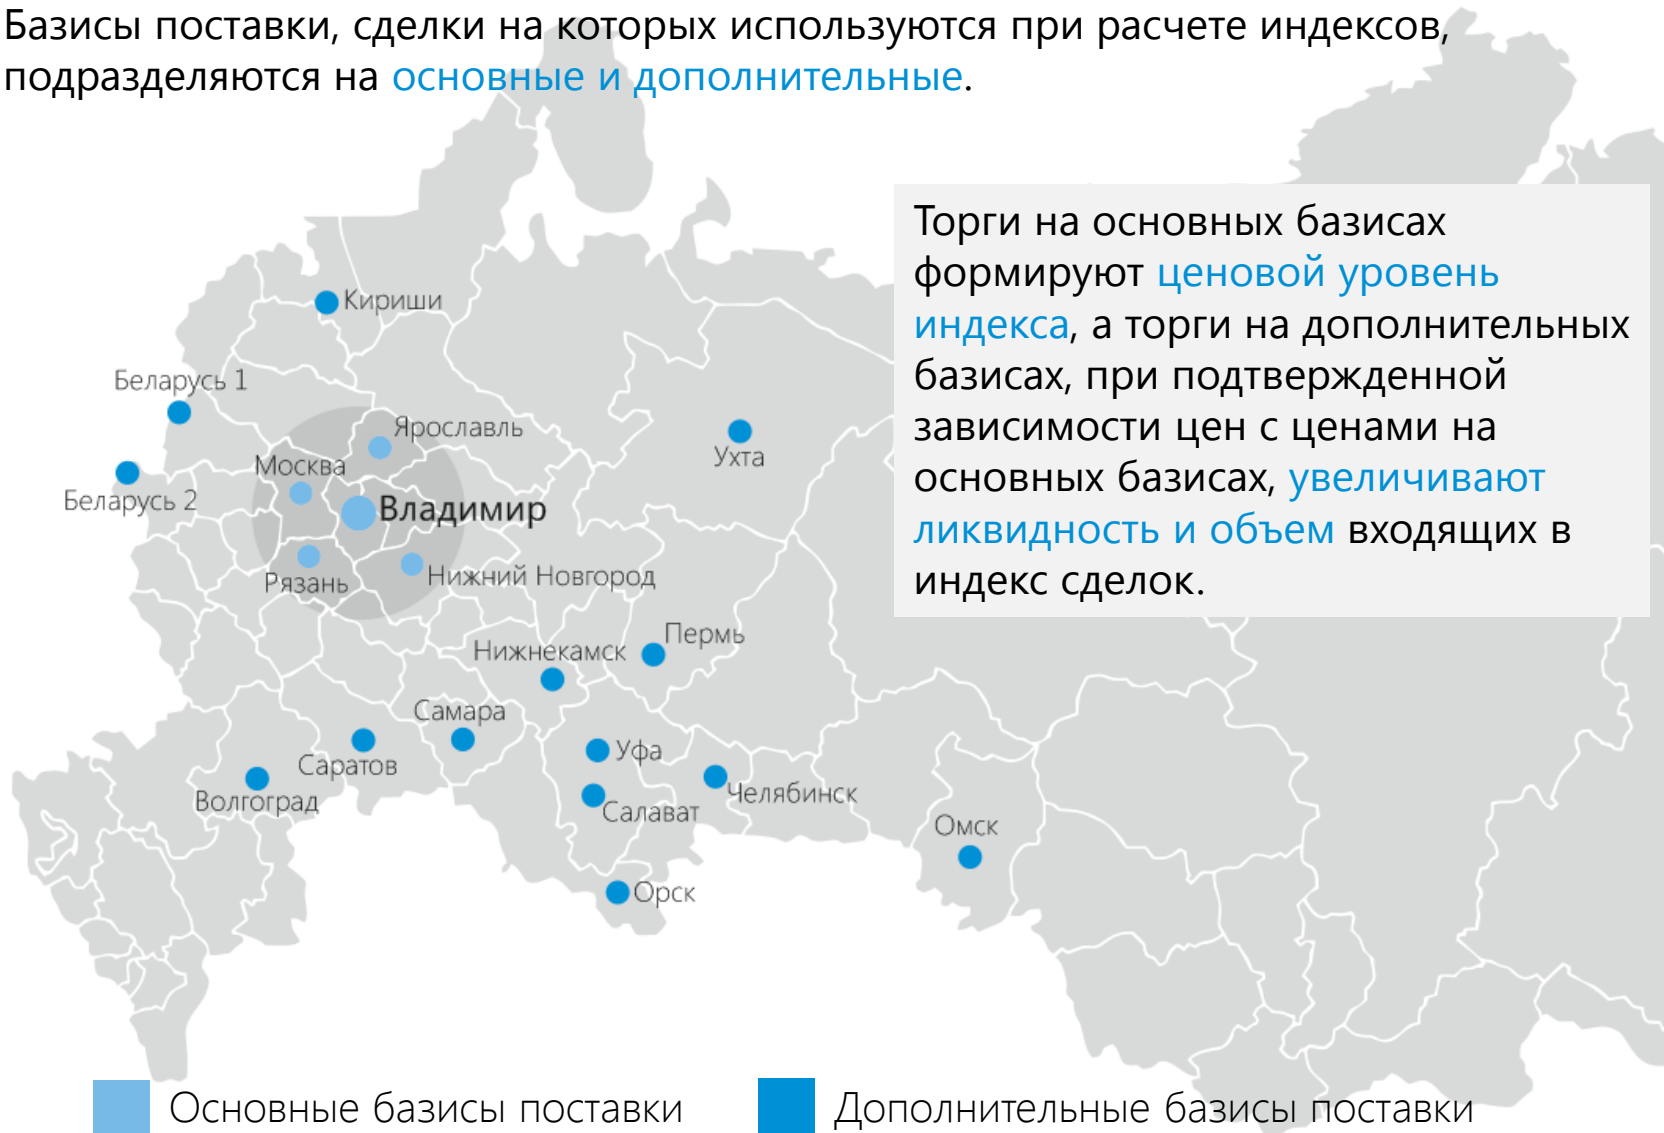 Базисы поставки, сделки на которых используются при расчете индексов,
подразделяются на основные и дополнительные.
Торги на основных базисах
формируют ценовой уровень
индекса, а торги на дополнительных
базисах, при подтвержденной
зависимости цен с ценами на
основных базисах, увеличивают
ликвидность и объем входящих в
индекс сделок.
Кириши
Беларусь 1
Ярославль
Ухта
Москва
Беларусь 2
Владимир
Рязань
Нижний Новгород
Пермь
Нижнекамск
Самара
Уфа
Саратов
Челябинск
Волгоград
Салават
Омск
Орск
Основные базисы поставки
Дополнительные базисы поставки